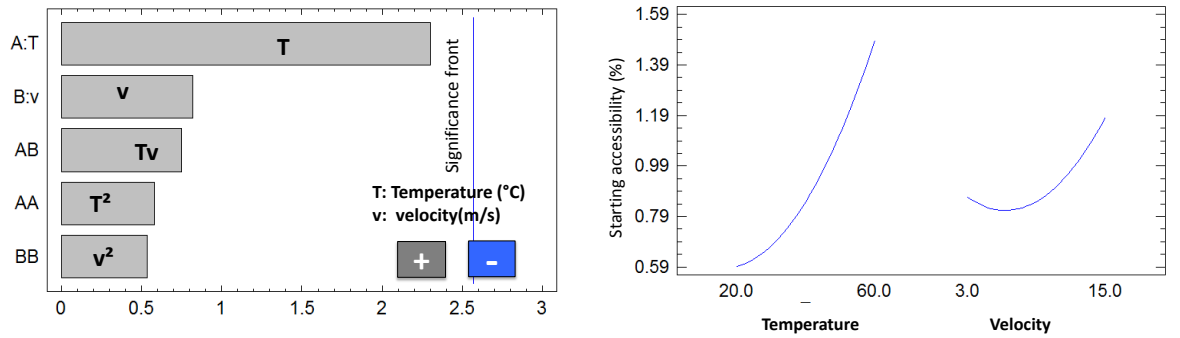 A:T
T
B:v
v
AB
Tv
AA
T²
BB
v²
Significance front
T: Temperature (°C)
v: velocity(m/s)
+
-
0
0.5
1
1.5
2
2.5
3
Starting accessibility (%)
1.59
1.39
1.19
0.99
0.79
0.59
20.0
_
60.0
3.0
15.0
Temperature
Velocity